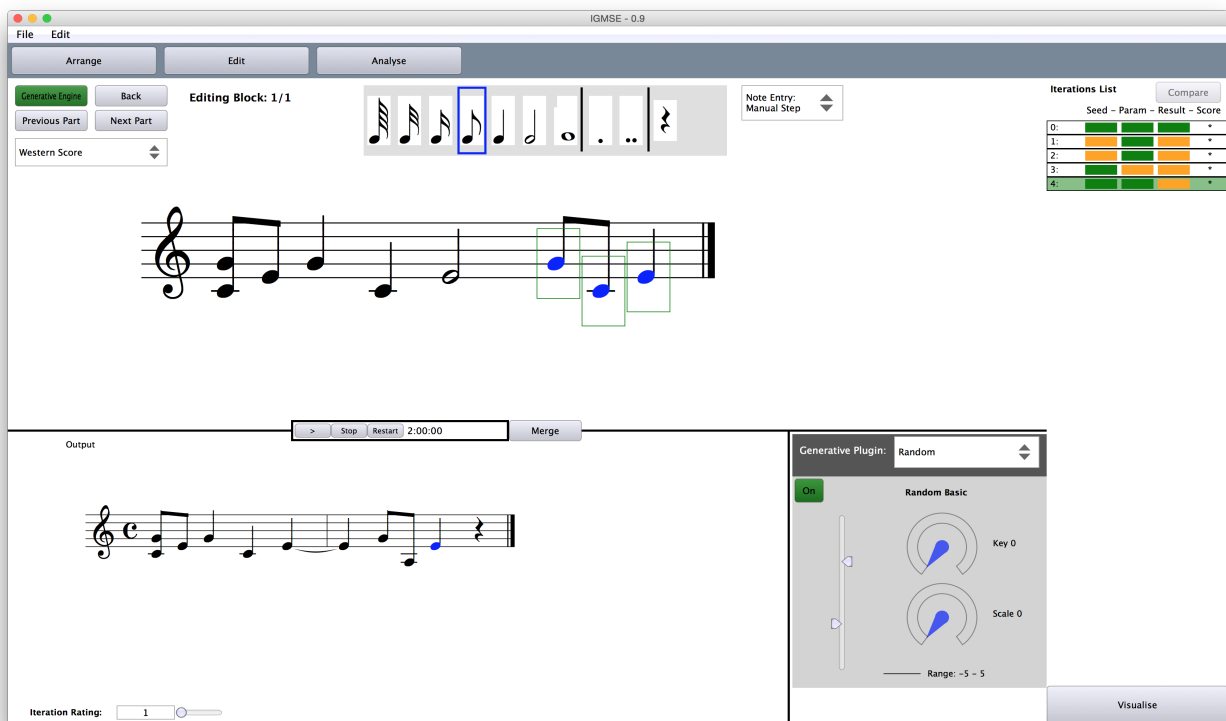 IGMSE - 0.9
File Edit
Arrange Edit Analyse
Generative Engine Back Editing Block: 1/1
Previous Part Next Part
Western Score
Note Entry:
Manual Step
Iterations List Compare
Seed - Param - Result - Score
0: *
1: *
2: *
3: *
4: *
> Stop Restart 2:00:00 Merge
Output
Generative Plugin: Random
On Random Basic
Key 0
Scale 0
Range: -5 - 5
Iteration Rating: 1
Visualise